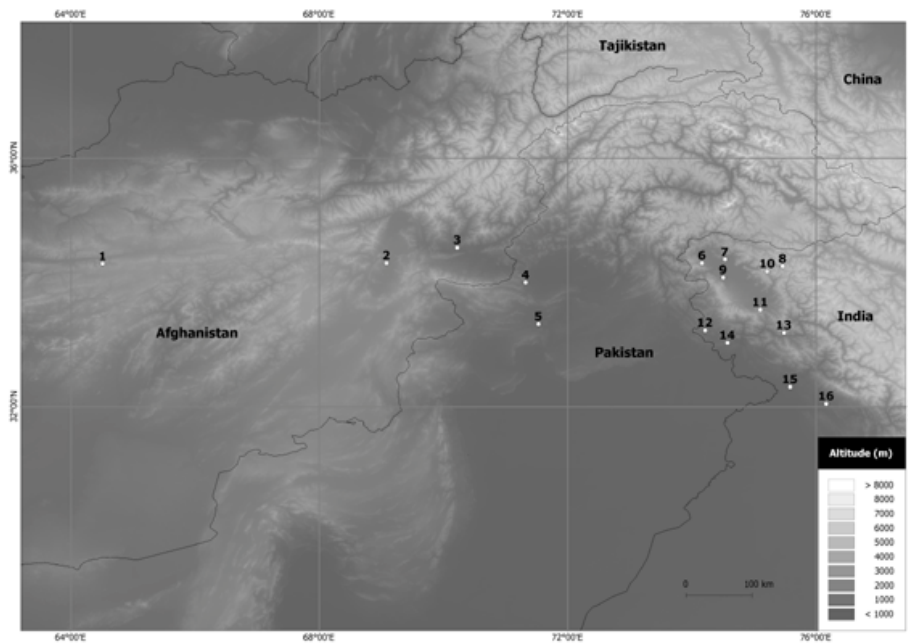 64°00'E 68°00'E 72°00'E 76°00'E
Tajikistan
China
36°00'N
3
1 2 6 7 10 8
9
4
11
India
5
12 13
Afghanistan
14
Pakistan
15
16
32°00'N
Altitude (m)
> 8000
8000
7000
6000
5000
4000
3000
2000
1000
< 1000
0 100 km
64°00'E 68°00'E 72°00'E 76°00'E